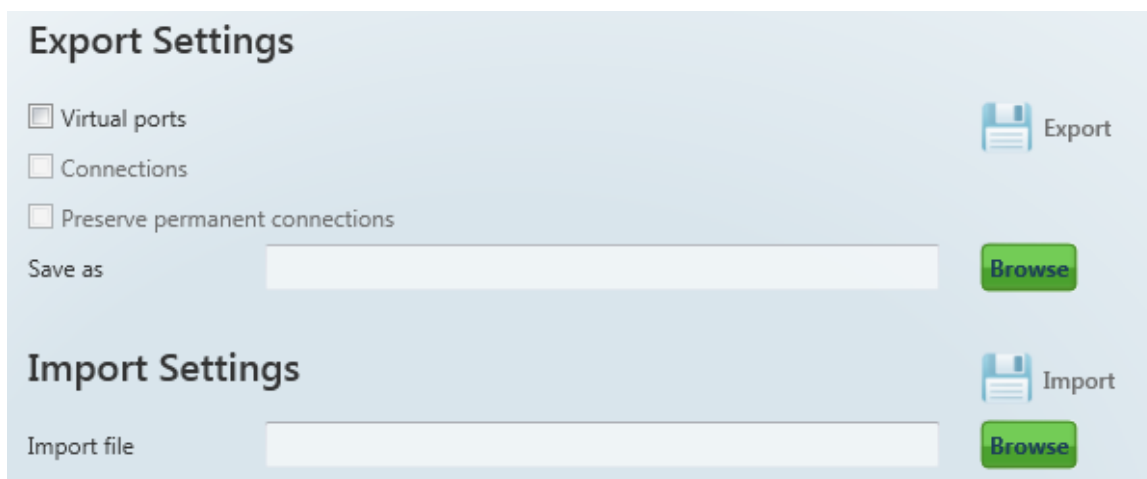 Export Settings
Virtual ports
Export
Connections
Preserve permanent connections
Save as
Browse
Import Settings
Import
Import file
Browse